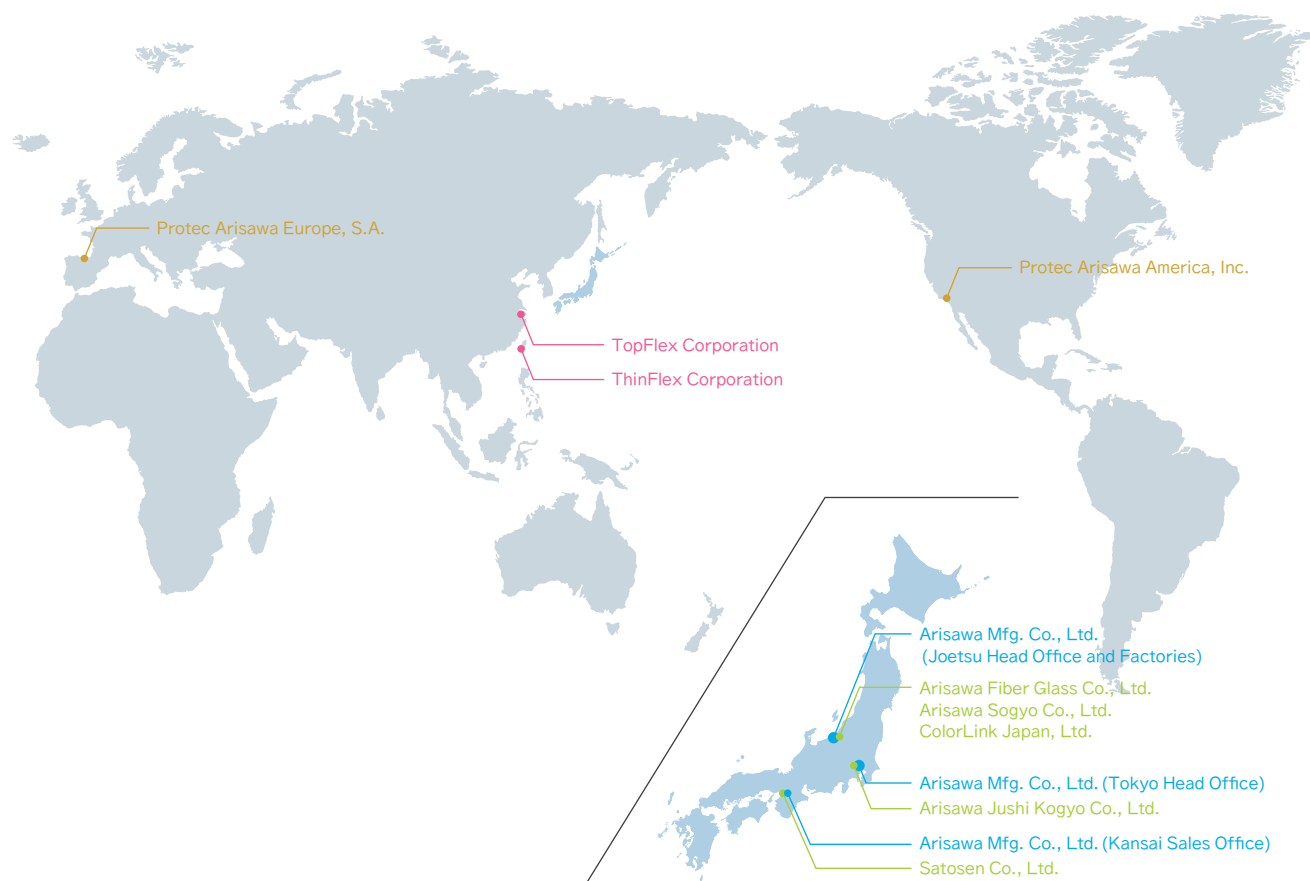 Protec Arisawa Europe, S.A.
Protec Arisawa America, Inc.
TopFlex Corporation
ThinFlex Corporation
Arisawa Mfg. Co., Ltd.
(Joetsu Head Office and Factories)
Arisawa Fiber Glass Co., Ltd.
Arisawa Sogyo Co., Ltd.
ColorLink Japan, Ltd.
Arisawa Mfg. Co., Ltd. (Tokyo Head Office)
Arisawa Jushi Kogyo Co., Ltd.
Arisawa Mfg. Co., Ltd. (Kansai Sales Office)
Satosen Co., Ltd.